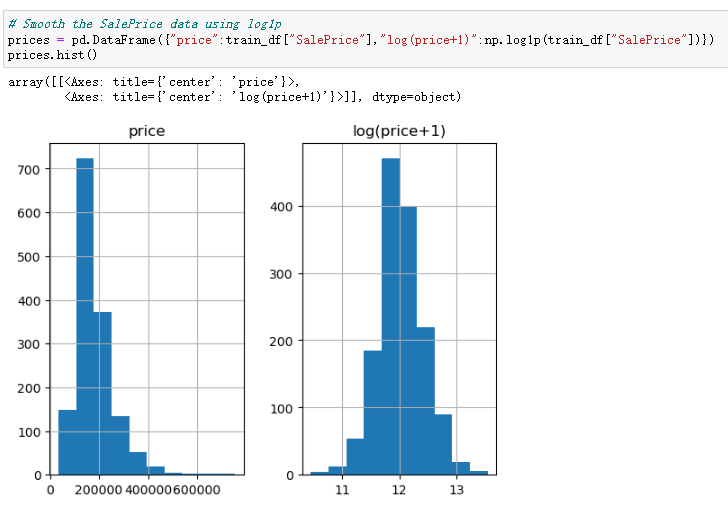 # Smooth the SalePrice data using log1p
prices = pd.DataFrame({"price":train_df["SalePrice"],"log(price+1)":np.log1p(train_df["SalePrice"])})
prices.hist()
array([[<Axes: title={'center': 'price'}>,
<Axes: title={'center': 'log(price+1)'}>]], dtype=object)
price
700
600
500
400
300
200
100
0
0 200000 400000 600000
log(price+1)
400
300
200
100
0
11 12 13